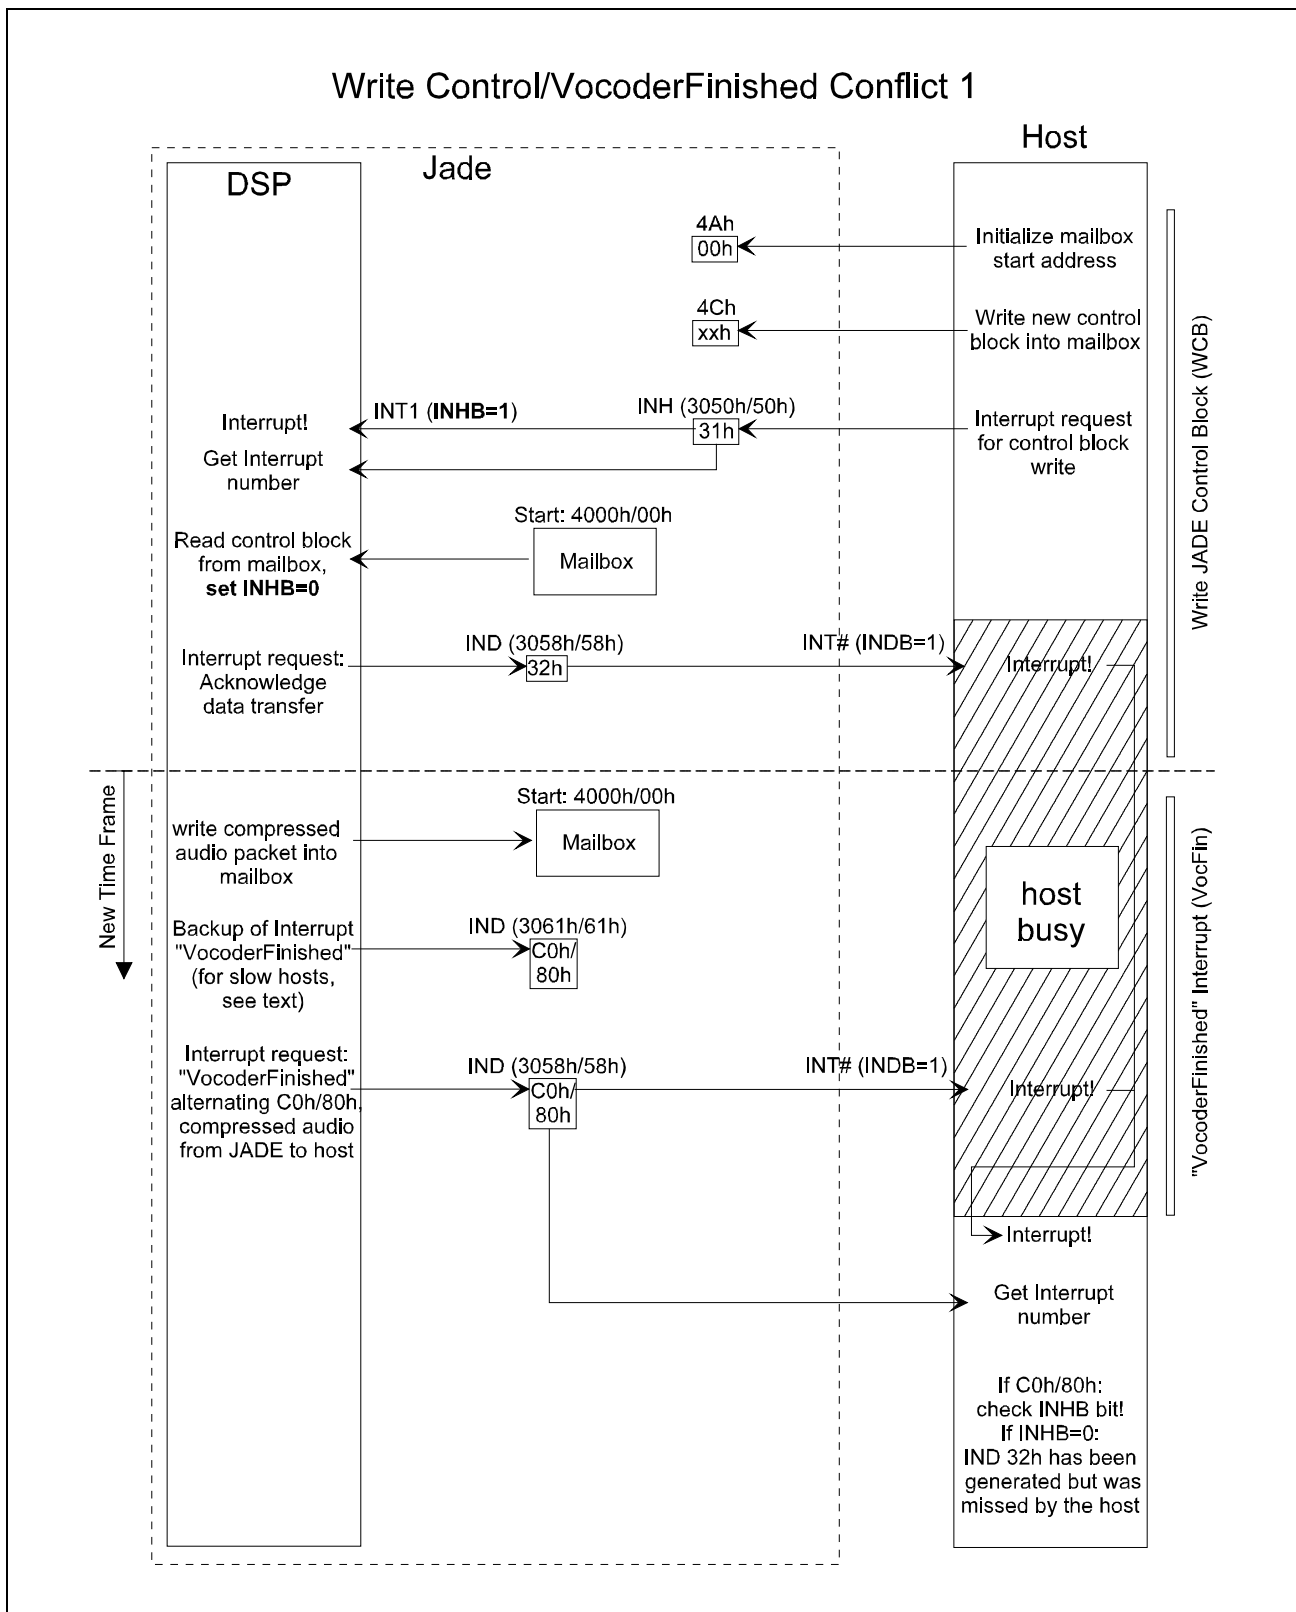 Write Control/VocoderFinished Conflict 1
Host
Jade
DSP
4Ah
00h
Initialize mailbox
start address
4Ch
xxh
Write new control
block into mailbox
Interrupt!
INT1 (INHB=1)
INH (3050h/50h)
31h
Interrupt request
for control block
write
Get Interrupt
number
Start: 4000h/00h
Mailbox
Read control block
from mailbox,
set INHB=0
Write JADE Control Block (WCB)
Interrupt request:
Acknowledge
data transfer
IND (3058h/58h)
32h
INT# (INDB=1)
Interrupt!
New Time Frame
Start: 4000h/00h
Mailbox
write compressed
audio packet into
mailbox
host
busy
Backup of Interrupt
"VocoderFinished"
(for slow hosts,
see text)
IND (3061h/61h)
C0h/
80h
"VocoderFinished" Interrupt (VocFin)
Interrupt request:
"VocoderFinished"
alternating C0h/80h,
compressed audio
from JADE to host
IND (3058h/58h)
C0h/
80h
INT# (INDB=1)
Interrupt!
Interrupt!
Get Interrupt
number
If C0h/80h:
check INHB bit!
If INHB=0:
IND 32h has been
generated but was
missed by the host